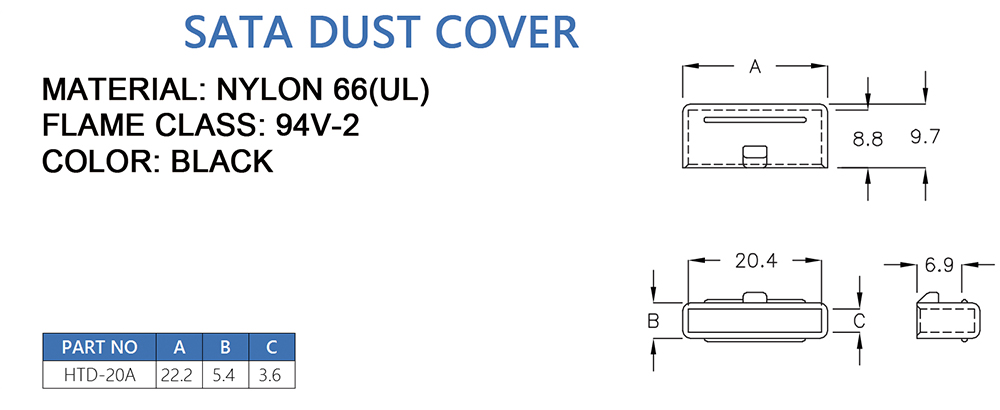 SATA DUST COVER
MATERIAL: NYLON 66(UL)
FLAME CLASS: 94V-2
COLOR: BLACK
A
8.8
9.7
20.4
6.9
B
C
PART NO A B C
HTD-20A 22.2 5.4 3.6